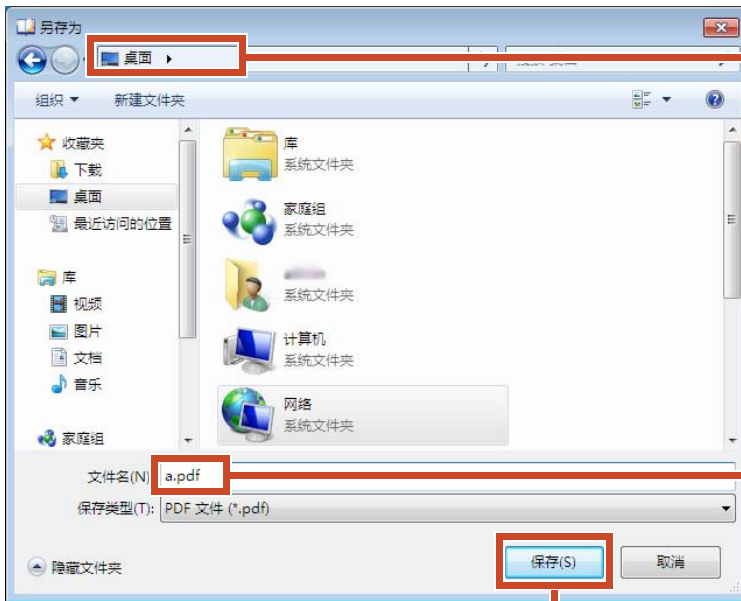 另存为
桌面
组织 新建文件夹
收藏夹
下载
桌面
最近访问的位置
库
视频
图片
文档
音乐
家庭组
库
系统文件夹
家庭组
系统文件夹
系统文件夹
计算机
系统文件夹
网络
系统文件夹
文件名(N) a.pdf
保存类型(T): PDF 文件 (*.pdf)
隐藏文件夹 保存(S) 取消